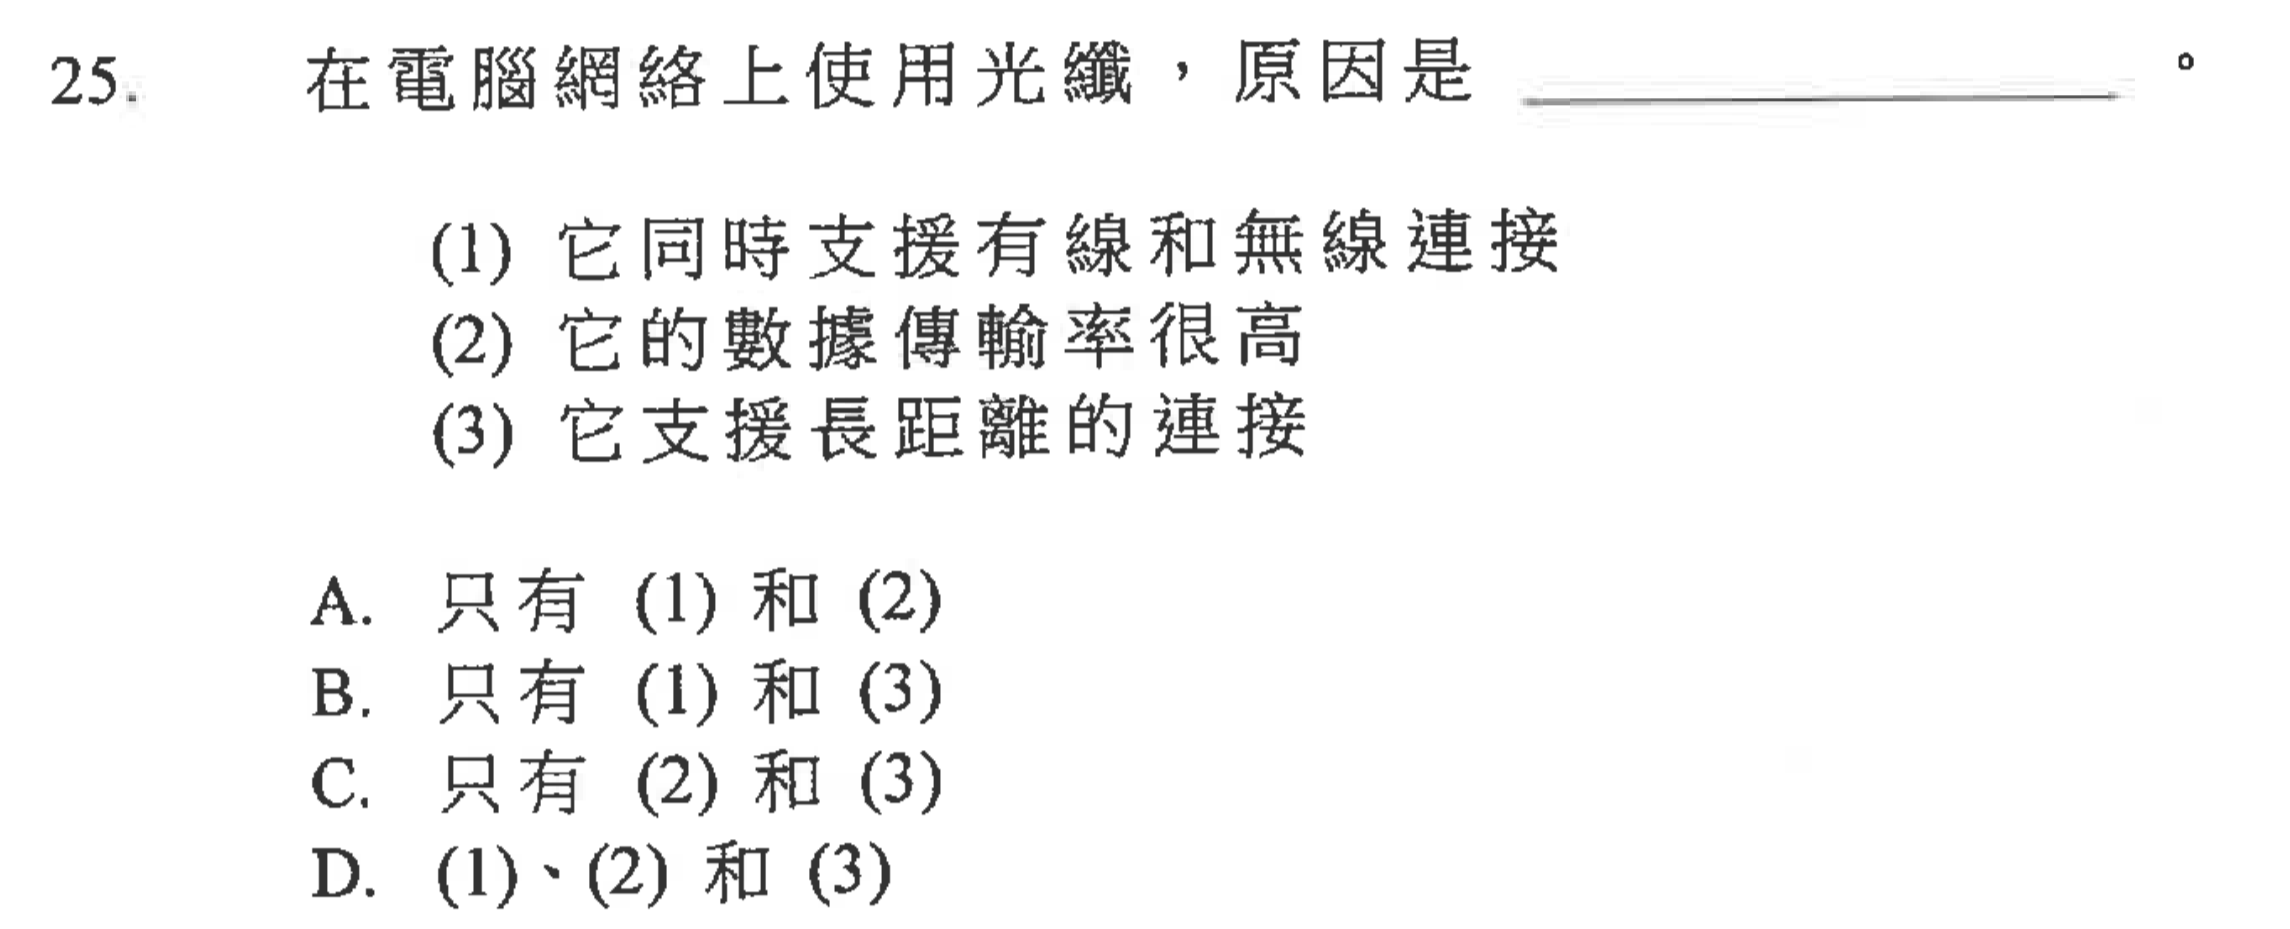 25. 在電腦網絡上使用光纖，原因是 ____________ 。
(1) 它同時支援有線和無線連接
(2) 它的數據傳輸率很高
(3) 它支援長距離的連接
A. 只有 (1) 和 (2)
B. 只有 (1) 和 (3)
C. 只有 (2) 和 (3)
D. (1)、(2) 和 (3)